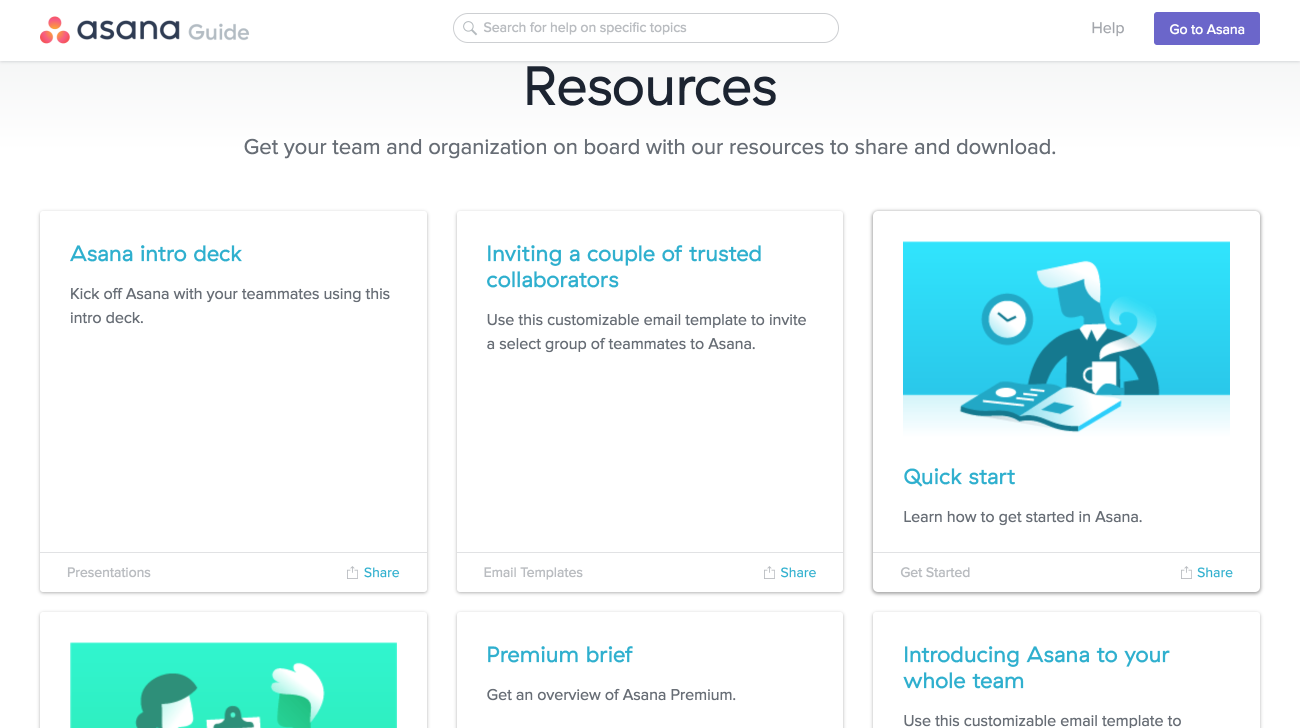 asana Guide
Search for help on specific topics
Help
Go to Asana
Resources
Get your team and organization on board with our resources to share and download.
Asana intro deck
Kick off Asana with your teammates using this
intro deck.
Presentations
Share
Inviting a couple of trusted
collaborators
Use this customizable email template to invite
a select group of teammates to Asana.
Email Templates
Share
Quick start
Learn how to get started in Asana.
Get Started
Share
Premium brief
Get an overview of Asana Premium.
Introducing Asana to your
whole team
Use this customizable email template to